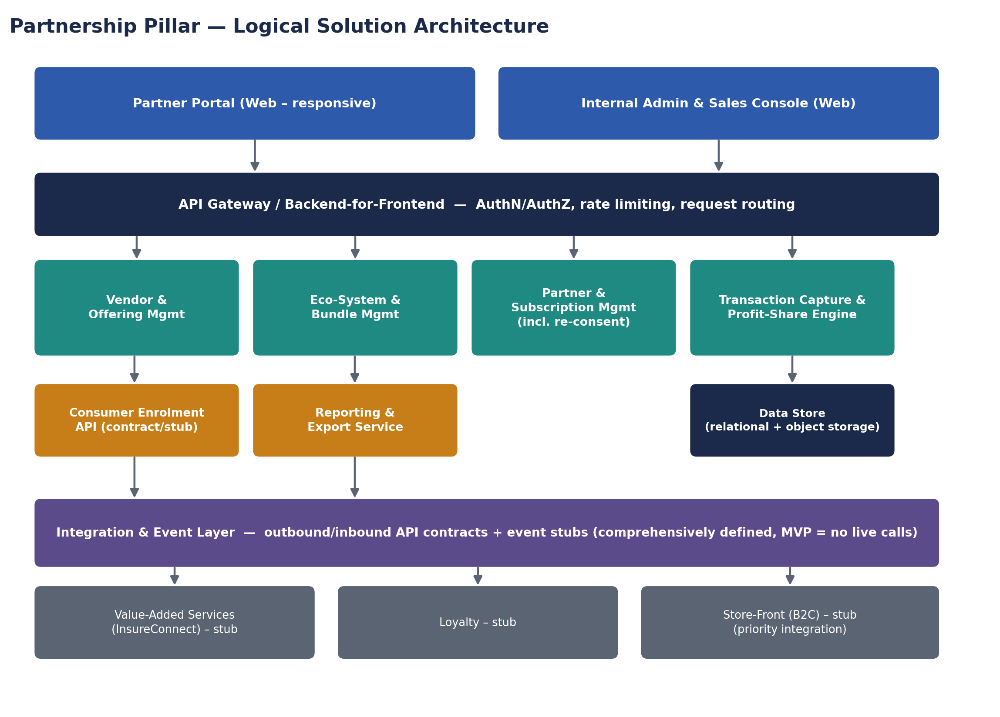 Partnership Pillar — Logical Solution Architecture
Partner Portal (Web – responsive)
Internal Admin & Sales Console (Web)
API Gateway / Backend-for-Frontend — AuthN/AuthZ, rate limiting, request routing
Vendor &
Offering Mgmt
Eco-System &
Bundle Mgmt
Partner &
Subscription Mgmt
(incl. re-consent)
Transaction Capture &
Profit-Share Engine
Consumer Enrolment
API (contract/stub)
Reporting &
Export Service
Data Store
(relational + object storage)
Integration & Event Layer — outbound/inbound API contracts + event stubs (comprehensively defined, MVP = no live calls)
Value-Added Services
(InsureConnect) – stub
Loyalty – stub
Store-Front (B2C) – stub
(priority integration)